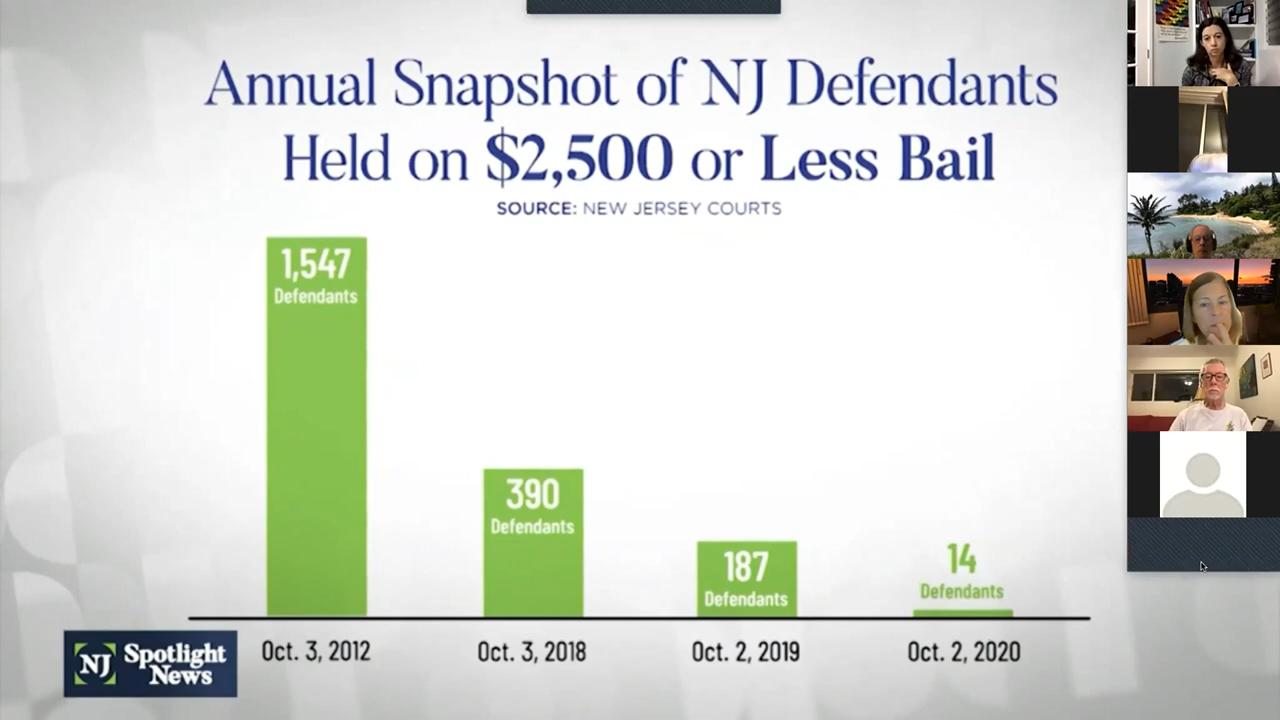 Annual Snapshot of NJ Defendants
Held on $2,500 or Less Bail
SOURCE: NEW JERSEY COURTS
1,547
Defendants
390
Defendants
187
Defendants
14
Defendants
Oct. 3, 2012
Oct. 3, 2018
Oct. 2, 2019
Oct. 2, 2020
NJ Spotlight
News